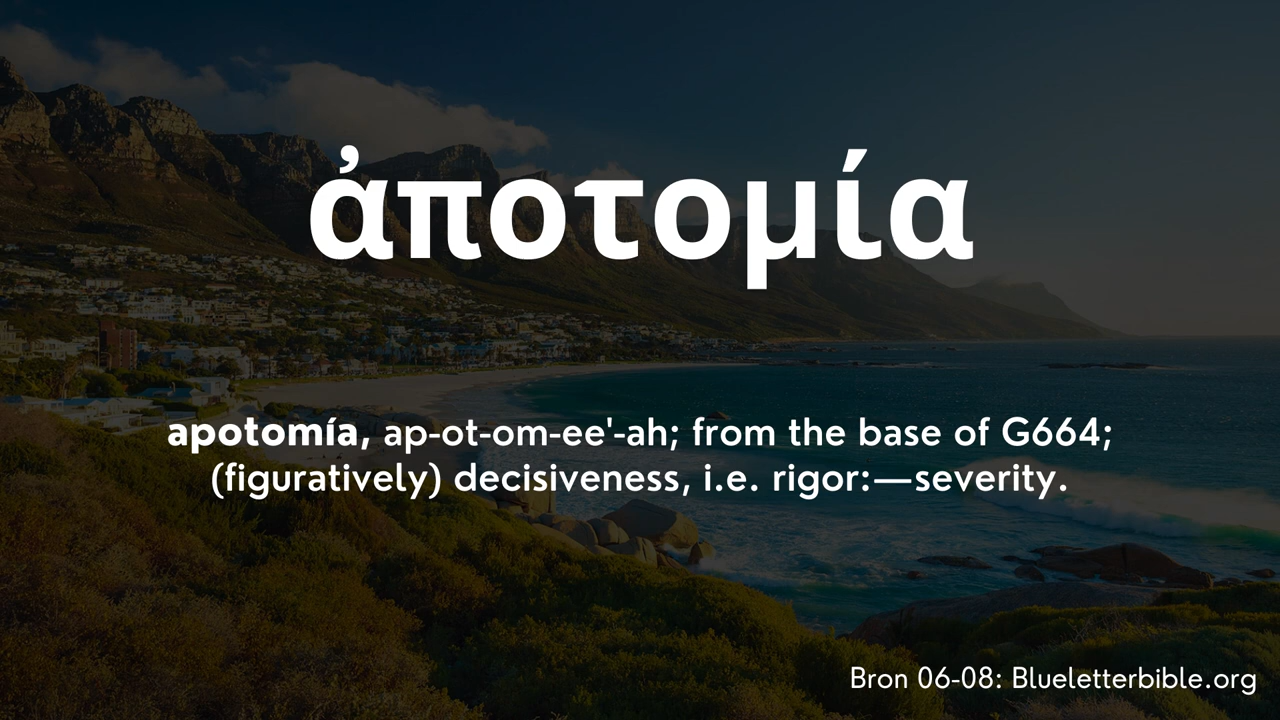 ἀποτομία
apotomía, ap-ot-om-ee'-ah; from the base of G664;
(figuratively) decisiveness, i.e. rigor:—severity.
Bron 06-08: Blueletterbible.org